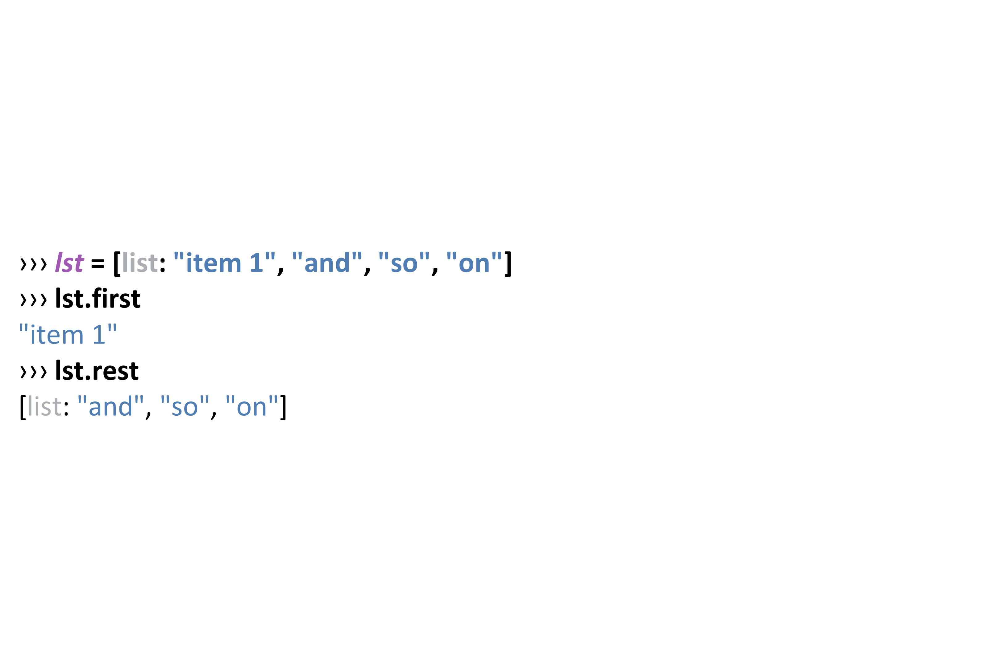 ››› lst = [list: "item 1", "and", "so", "on"]
››› lst.first
"item 1"
››› lst.rest
[list: "and", "so", "on"]